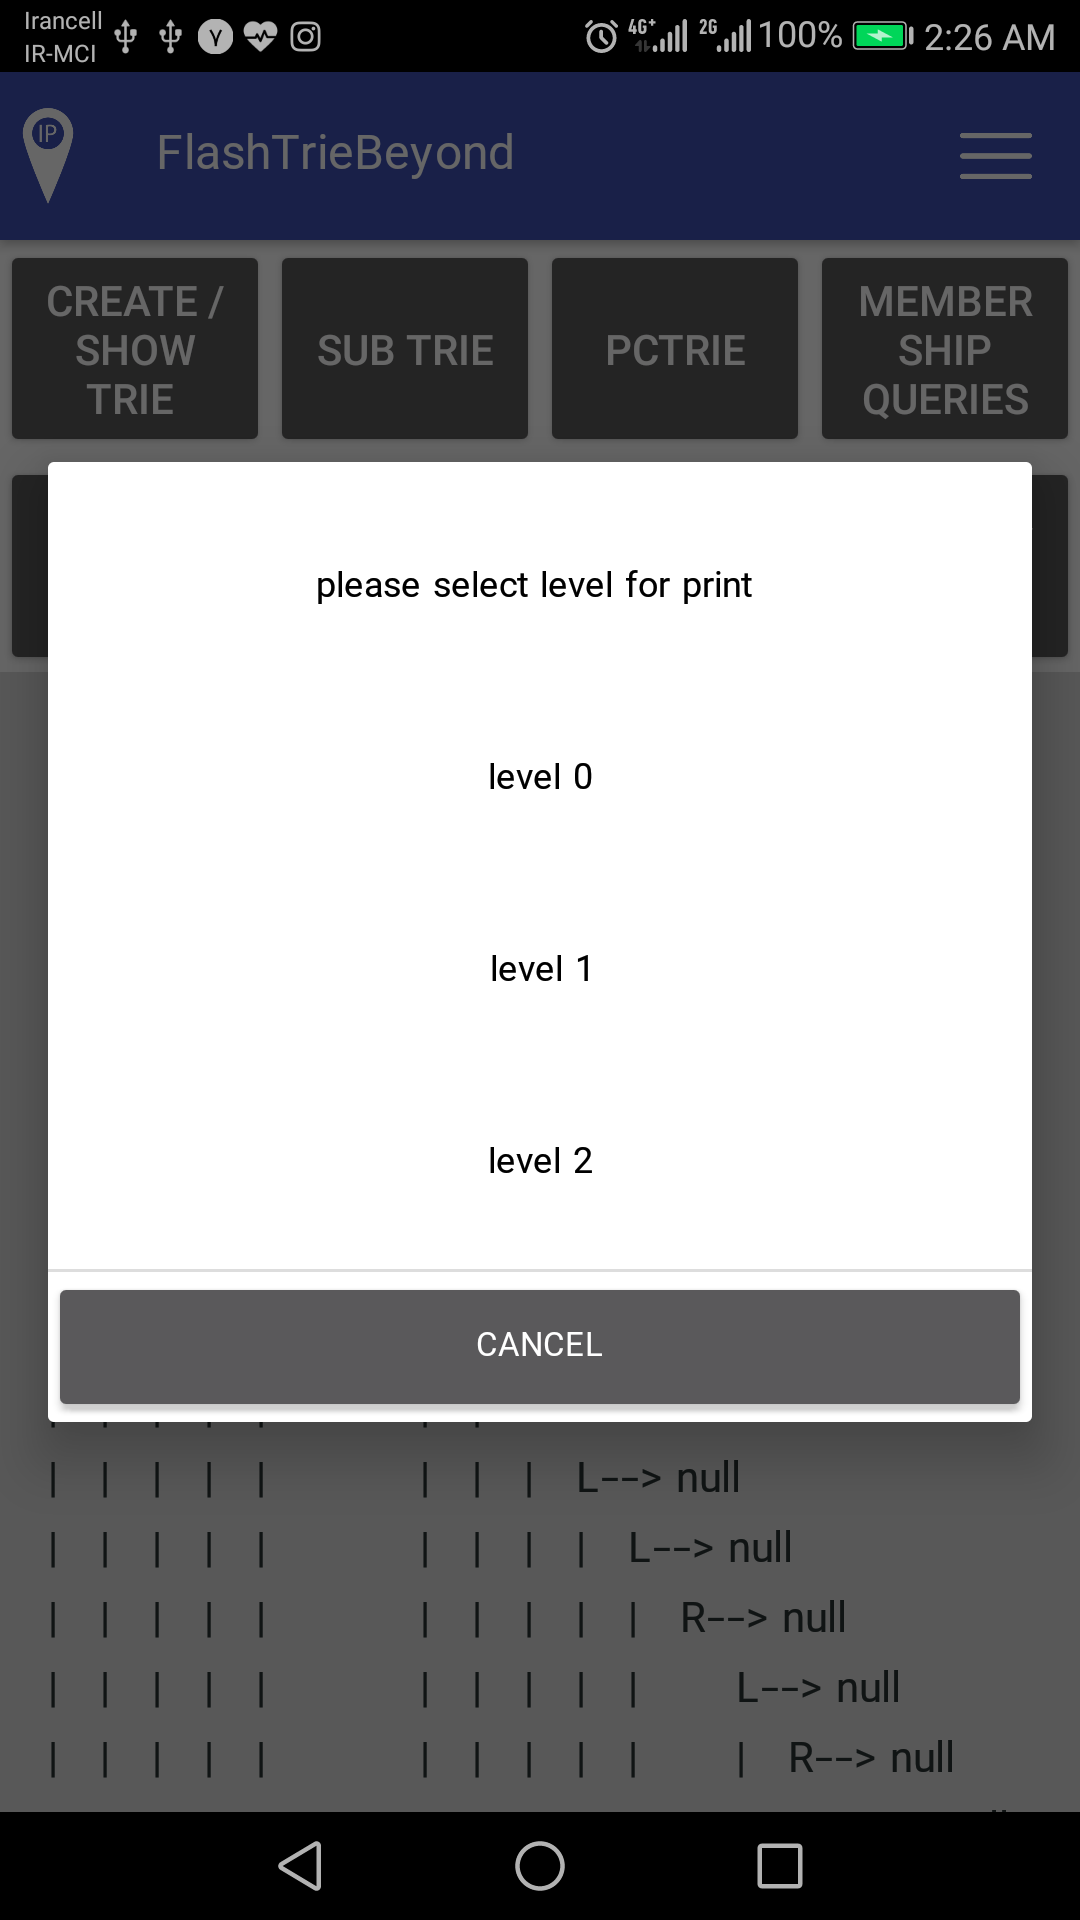 Irancell
IR-MCI
4G+ 2G 100% 2:26 AM
IP FlashTrieBeyond
CREATE /
SHOW
TRIE
SUB TRIE
PCTRIE
MEMBER
SHIP
QUERIES
please select level for print
level 0
level 1
level 2
CANCEL
| | | | | | | | L--> null
| | | | | | | | | L--> null
| | | | | | | | | | R--> null
| | | | | | | | | | L--> null
| | | | | | | | | | | R--> null